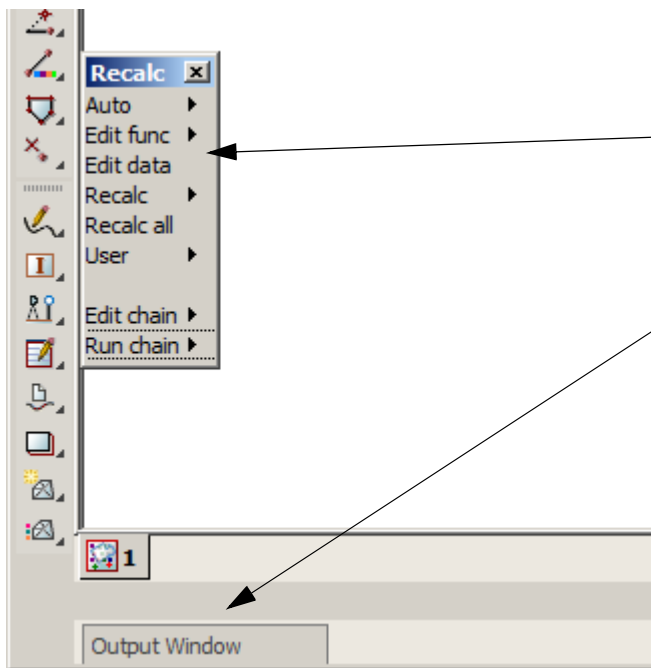 Recalc
Auto
Edit func
Edit data
Recalc
Recalc all
User
Edit chain
Run chain
I
1
Output Window